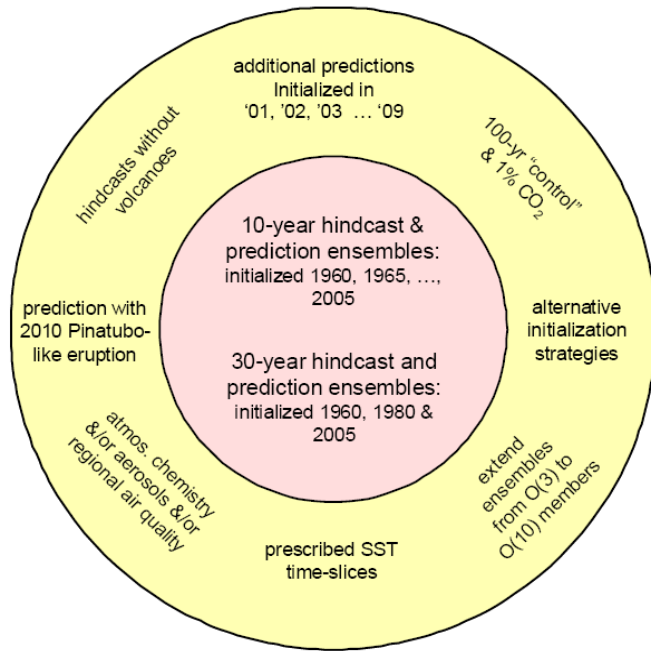 additional predictions
Initialized in
‘01, ’02, ’03 ... ‘09
100-yr “control”
& 1% CO₂
alternative
initialization
strategies
extend
ensembles
from O(3) to
O(10) members
prescribed SST
time-slices
atmos. chemistry
&/or aerosols &/or
regional air quality
prediction with
2010 Pinatubo-
like eruption
hindcasts without
volcanoes
10-year hindcast &
prediction ensembles:
initialized 1960, 1965, ...,
2005
30-year hindcast and
prediction ensembles:
initialized 1960, 1980 &
2005